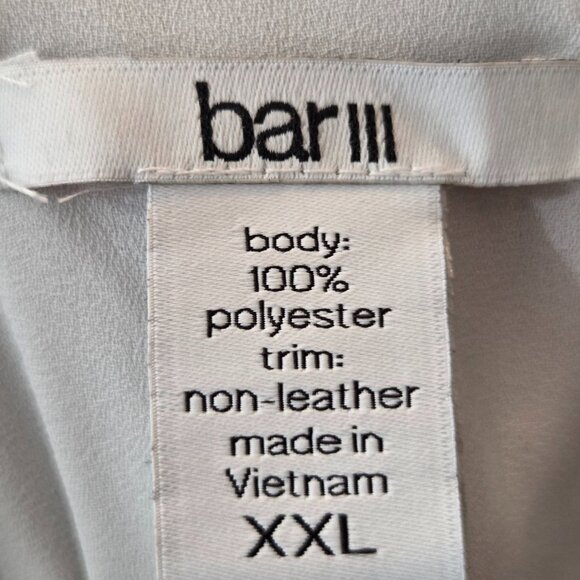 bar III
body:
100%
polyester
trim:
non-leather
made in
Vietnam
XXL